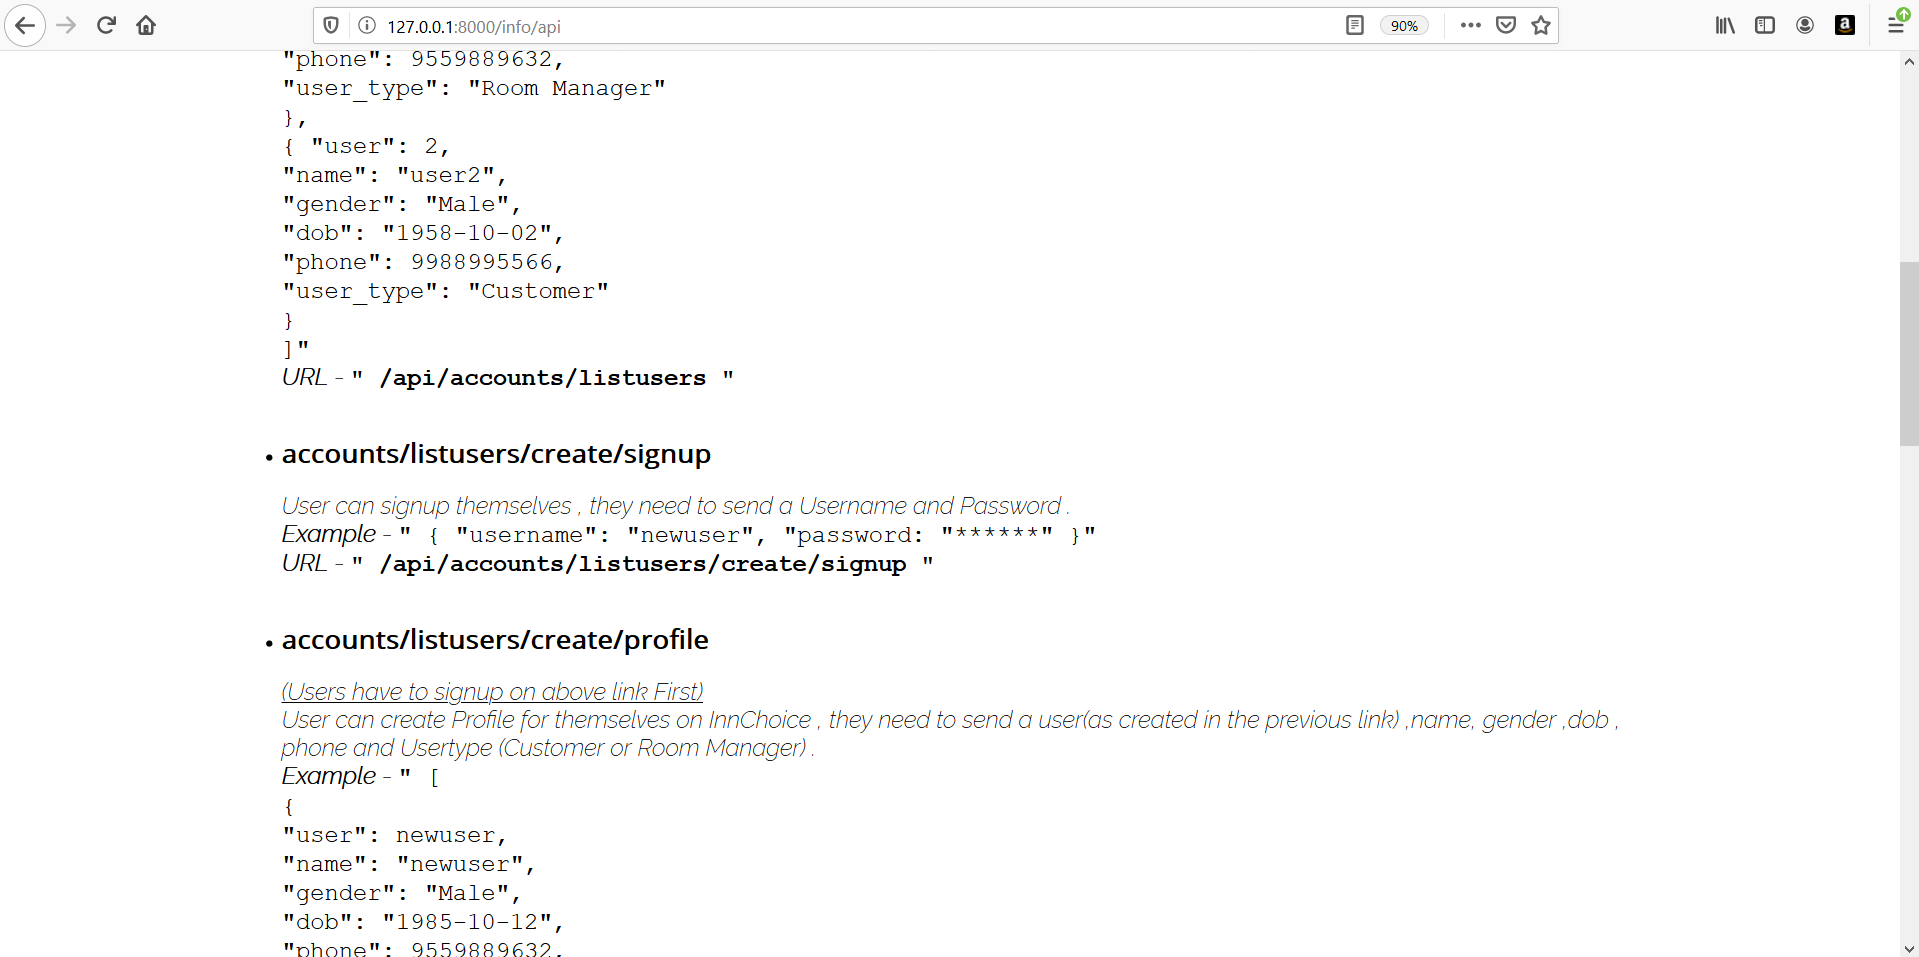 127.0.0.1:8000/info/api
90%
"phone": 9559889632,
"user_type": "Room Manager"
},
{ "user": 2,
"name": "user2",
"gender": "Male",
"dob": "1958-10-02",
"phone": 9988995566,
"user_type": "Customer"
}
]"
URL - " /api/accounts/listusers "
• accounts/listusers/create/signup
User can signup themselves , they need to send a Username and Password .
Example - " { "username": "newuser", "password: "******" }"
URL - " /api/accounts/listusers/create/signup "
• accounts/listusers/create/profile
(Users have to signup on above link First)
User can create Profile for themselves on InnChoice , they need to send a user(as created in the previous link) ,name, gender ,dob ,
phone and Usertype (Customer or Room Manager) .
Example - " [
{
"user": newuser,
"name": "newuser",
"gender": "Male",
"dob": "1985-10-12",
"phone": 9559889632,